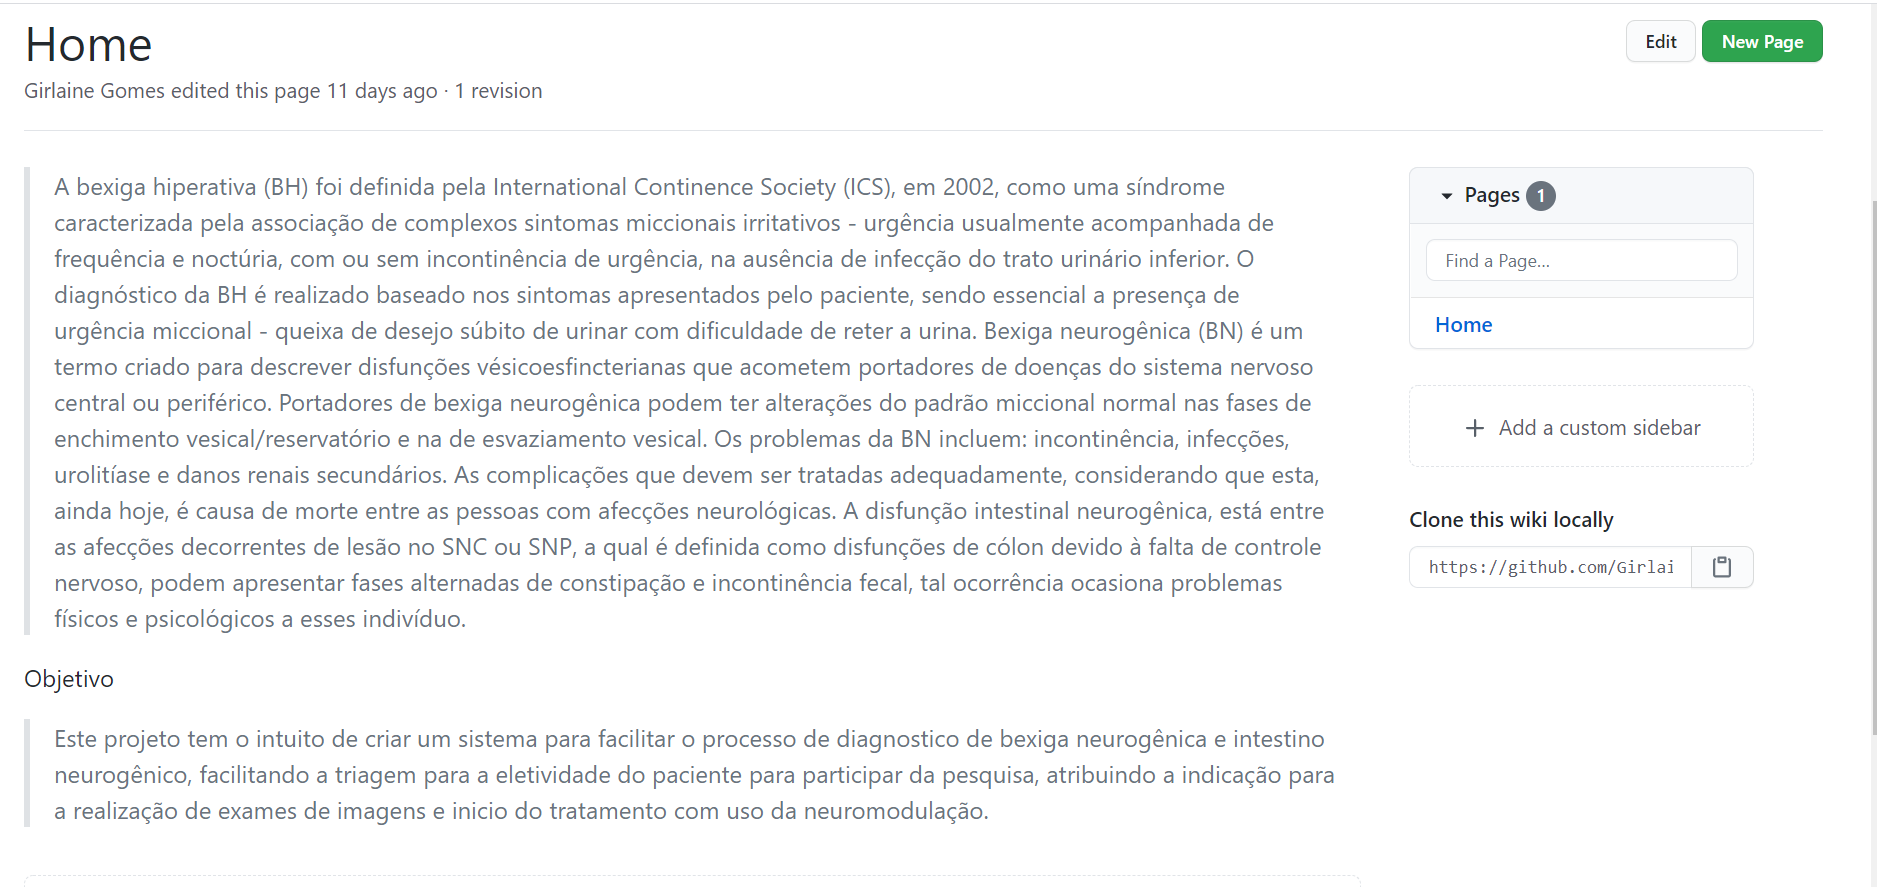 Home
Edit
New Page
Girlaine Gomes edited this page 11 days ago · 1 revision
A bexiga hiperativa (BH) foi definida pela International Continence Society (ICS), em 2002, como uma síndrome
caracterizada pela associação de complexos sintomas miccionais irritativos - urgência usualmente acompanhada de
frequência e noctúria, com ou sem incontinência de urgência, na ausência de infecção do trato urinário inferior. O
diagnóstico da BH é realizado baseado nos sintomas apresentados pelo paciente, sendo essencial a presença de
urgência miccional - queixa de desejo súbito de urinar com dificuldade de reter a urina. Bexiga neurogênica (BN) é um
termo criado para descrever disfunções vésicoesfincterianas que acometem portadores de doenças do sistema nervoso
central ou periférico. Portadores de bexiga neurogênica podem ter alterações do padrão miccional normal nas fases de
enchimento vesical/reservatório e na de esvaziamento vesical. Os problemas da BN incluem: incontinência, infecções,
urolitíase e danos renais secundários. As complicações que devem ser tratadas adequadamente, considerando que esta,
ainda hoje, é causa de morte entre as pessoas com afecções neurológicas. A disfunção intestinal neurogênica, está entre
as afecções decorrentes de lesão no SNC ou SNP, a qual é definida como disfunções de cólon devido à falta de controle
nervoso, podem apresentar fases alternadas de constipação e incontinência fecal, tal ocorrência ocasiona problemas
físicos e psicológicos a esses indivíduo.
Objetivo
Este projeto tem o intuito de criar um sistema para facilitar o processo de diagnostico de bexiga neurogênica e intestino
neurogênico, facilitando a triagem para a eletividade do paciente para participar da pesquisa, atribuindo a indicação para
a realização de exames de imagens e inicio do tratamento com uso da neuromodulação.
Pages 1
Find a Page...
Home
Add a custom sidebar
Clone this wiki locally
https://github.com/Girlai